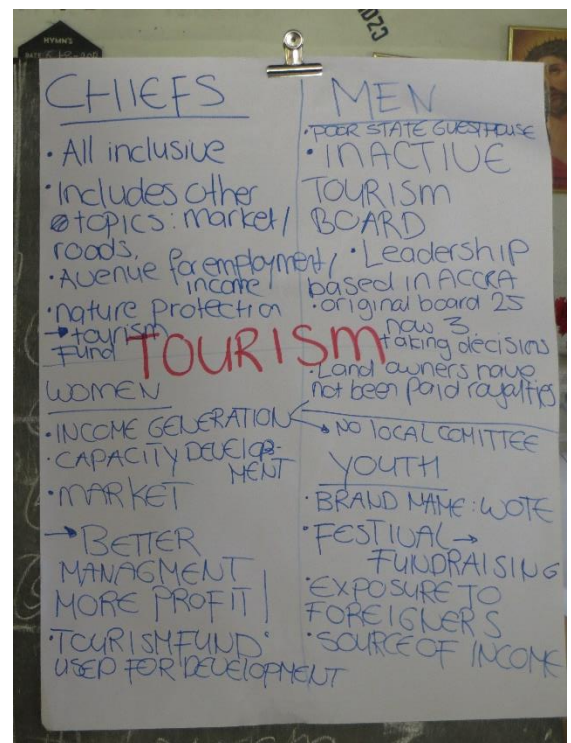 HYMNS
2023
CHIEFS
• All inclusive
• Includes other
topics: market/
roads.
• Avenue for employment/
income
• nature protection
→ tourism
Fund
MEN
• POOR STATE GUESTHOUSE
• INACTIVE
TOURISM
BOARD
• Leadership
based in ACCRA
• original board 25
now 3
taking decisions
• Land owners have
not been paid royalties
→ NO lOCAL COMITTEE
TOURISM
WOMEN
• INCOME GENERATION
• CAPACITY DEVELOP-
MENT
• MARKET
→ BETTER
MANAGMENT
MORE PROFIT!
• TOURISMFUND
USED FOR DEVELOPMENT
YOUTH
• BRAND NAME: WOTE
• FESTIVAL →
FUNDRAISING
• EXPOSURE TO
FOREIGNERS
• SOURCE OF INCOME